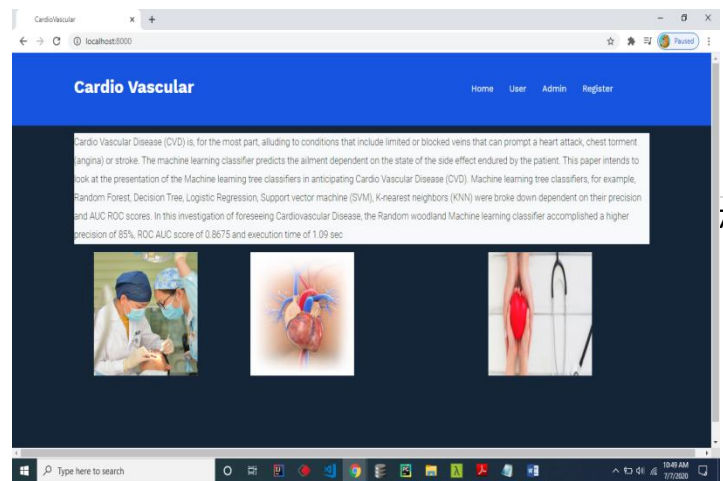 CardioVascular
localhost:8000
Paused
Cardio Vascular
Home User Admin Register
Cardio Vascular Disease (CVD) is, for the most part, alluding to conditions that include limited or blocked veins that can prompt a heart attack, chest torment
(angina) or stroke. The machine learning classifier predicts the ailment dependent on the state of the side effect endured by the patient. This paper intends to
look at the presentation of the Machine learning tree classifiers in anticipating Cardio Vascular Disease (CVD). Machine learning tree classifiers, for example,
Random Forest, Decision Tree, Logistic Regression, Support vector machine (SVM), K-nearest neighbors (KNN) were broke down dependent on their precision
and AUC ROC scores. In this investigation of foreseeing Cardiovascular Disease, the Random woodland Machine learning classifier accomplished a higher
precision of 85%, ROC AUC score of 0.8675 and execution time of 1.09 sec
Type here to search
10:49 AM
7/7/2020